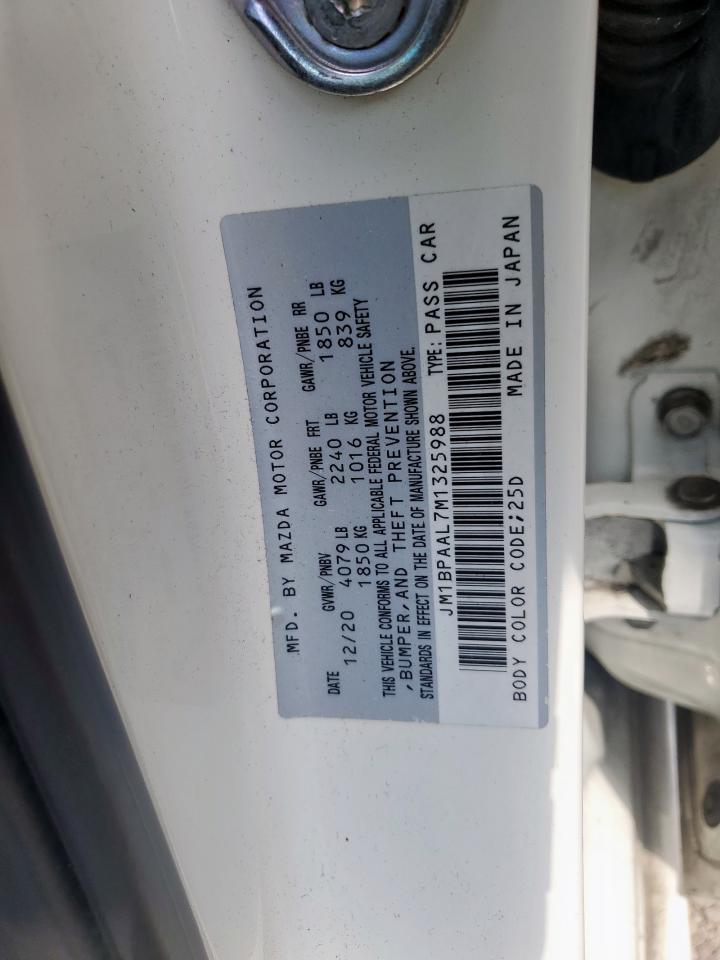 MFD. BY MAZDA MOTOR CORPORATION
DATE GVWR/PNBV GAWR/PNBE FRT GAWR/PNBE RR
12/20 4079 LB 2240 LB 1850 LB
1850 KG 1016 KG 839 KG
THIS VEHICLE CONFORMS TO ALL APPLICABLE FEDERAL MOTOR VEHICLE SAFETY
,BUMPER,AND THEFT PREVENTION
STANDARDS IN EFFECT ON THE DATE OF MANUFACTURE SHOWN ABOVE.
JM1BPAAL7M1325988 TYPE: PASS CAR
BODY COLOR CODE;25D MADE IN JAPAN